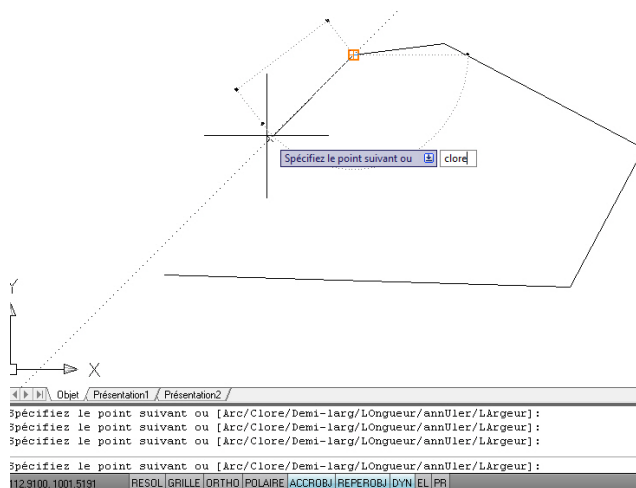 Spécifiez le point suivant ou clore
Y
X
Objet Présentation1 Présentation2
Spécifiez le point suivant ou [Arc/Clore/Demi-larg/LOngueur/annUler/LArgeur]:
Spécifiez le point suivant ou [Arc/Clore/Demi-larg/LOngueur/annUler/LArgeur]:
Spécifiez le point suivant ou [Arc/Clore/Demi-larg/LOngueur/annUler/LArgeur]:
Spécifiez le point suivant ou [Arc/Clore/Demi-larg/LOngueur/annUler/LArgeur]:
112.9100, 1001.5191 RESOL GRILLE ORTHO POLAIRE ACCROBJ REPEROBJ DYN EL PR